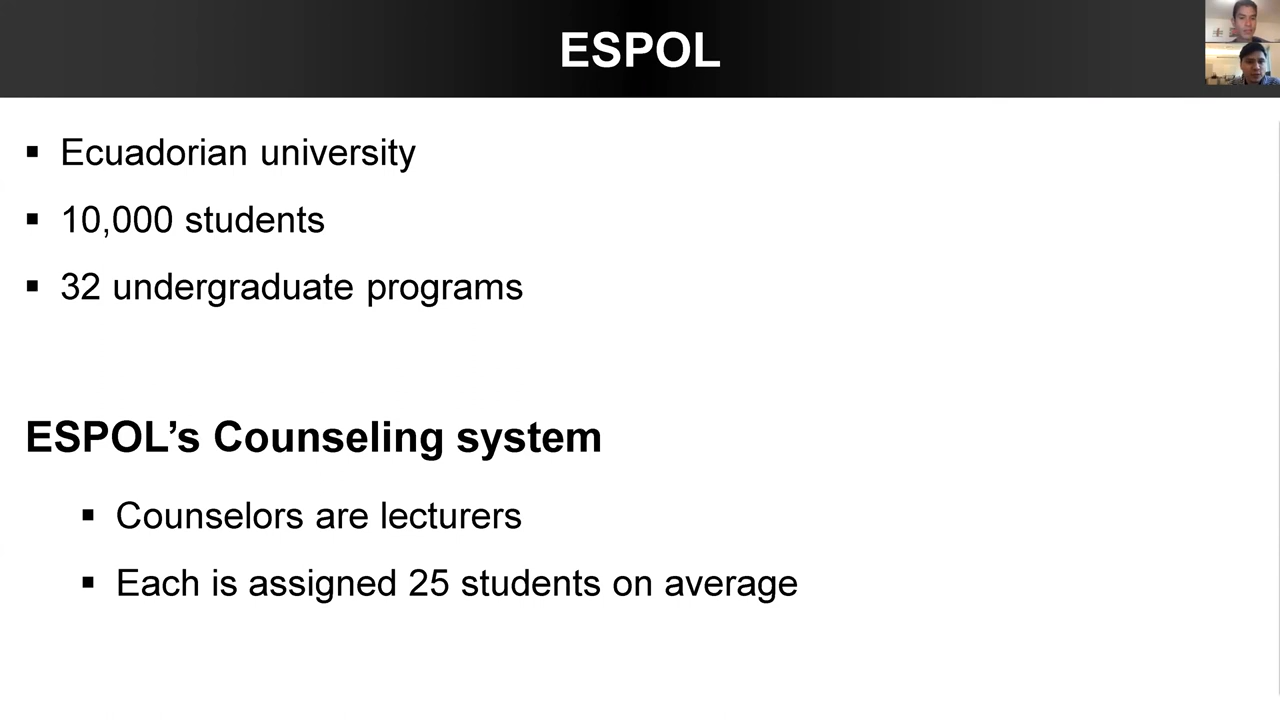 ESPOL
▪ Ecuadorian university
▪ 10,000 students
▪ 32 undergraduate programs
ESPOL’s Counseling system
▪ Counselors are lecturers
▪ Each is assigned 25 students on average